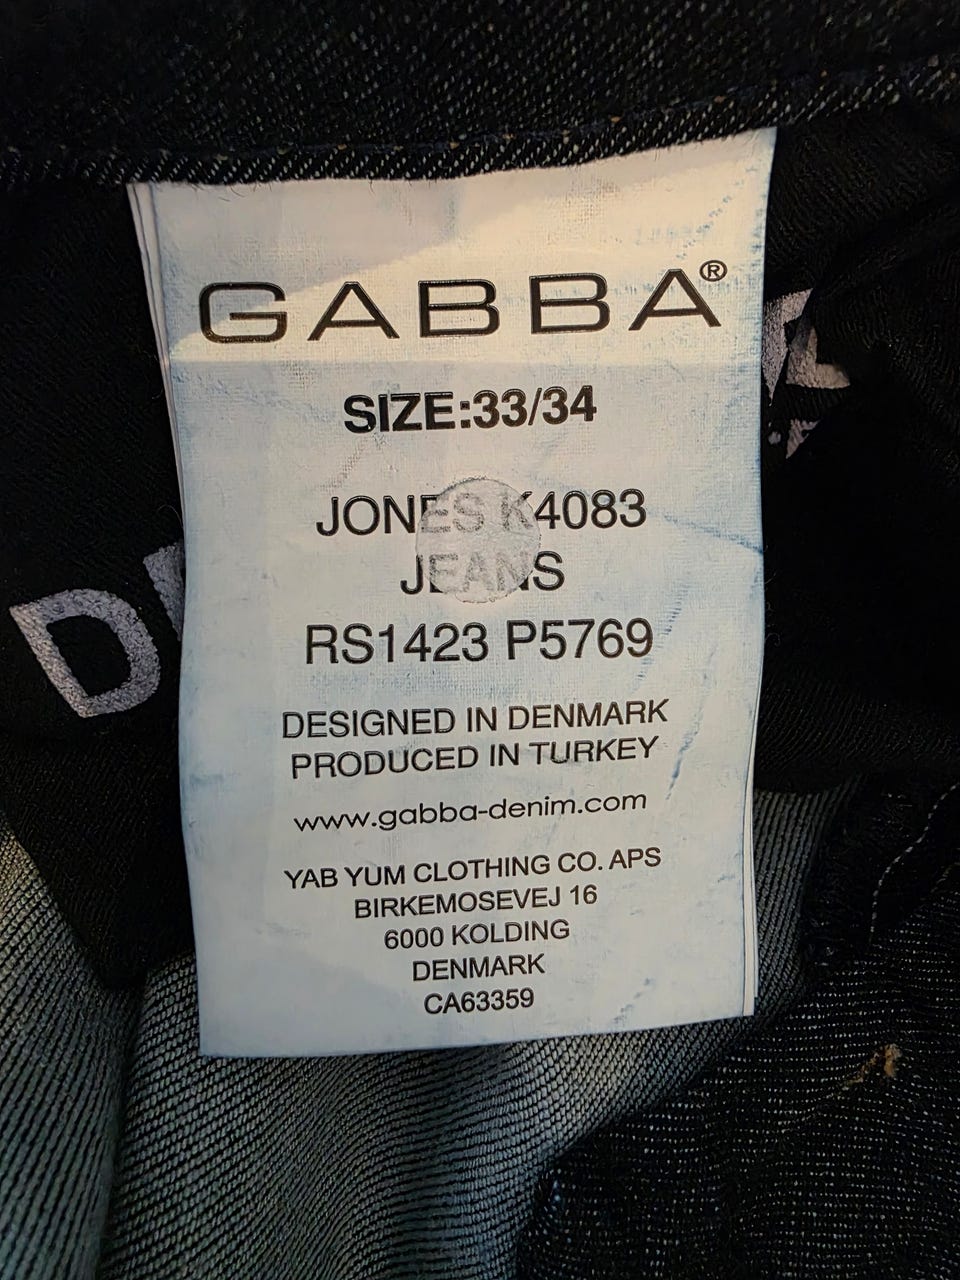 GABBA®
SIZE:33/34
JONES K4083
JEANS
RS1423 P5769
DESIGNED IN DENMARK
PRODUCED IN TURKEY
www.gabba-denim.com
YAB YUM CLOTHING CO. APS
BIRKEMOSEVEJ 16
6000 KOLDING
DENMARK
CA63359